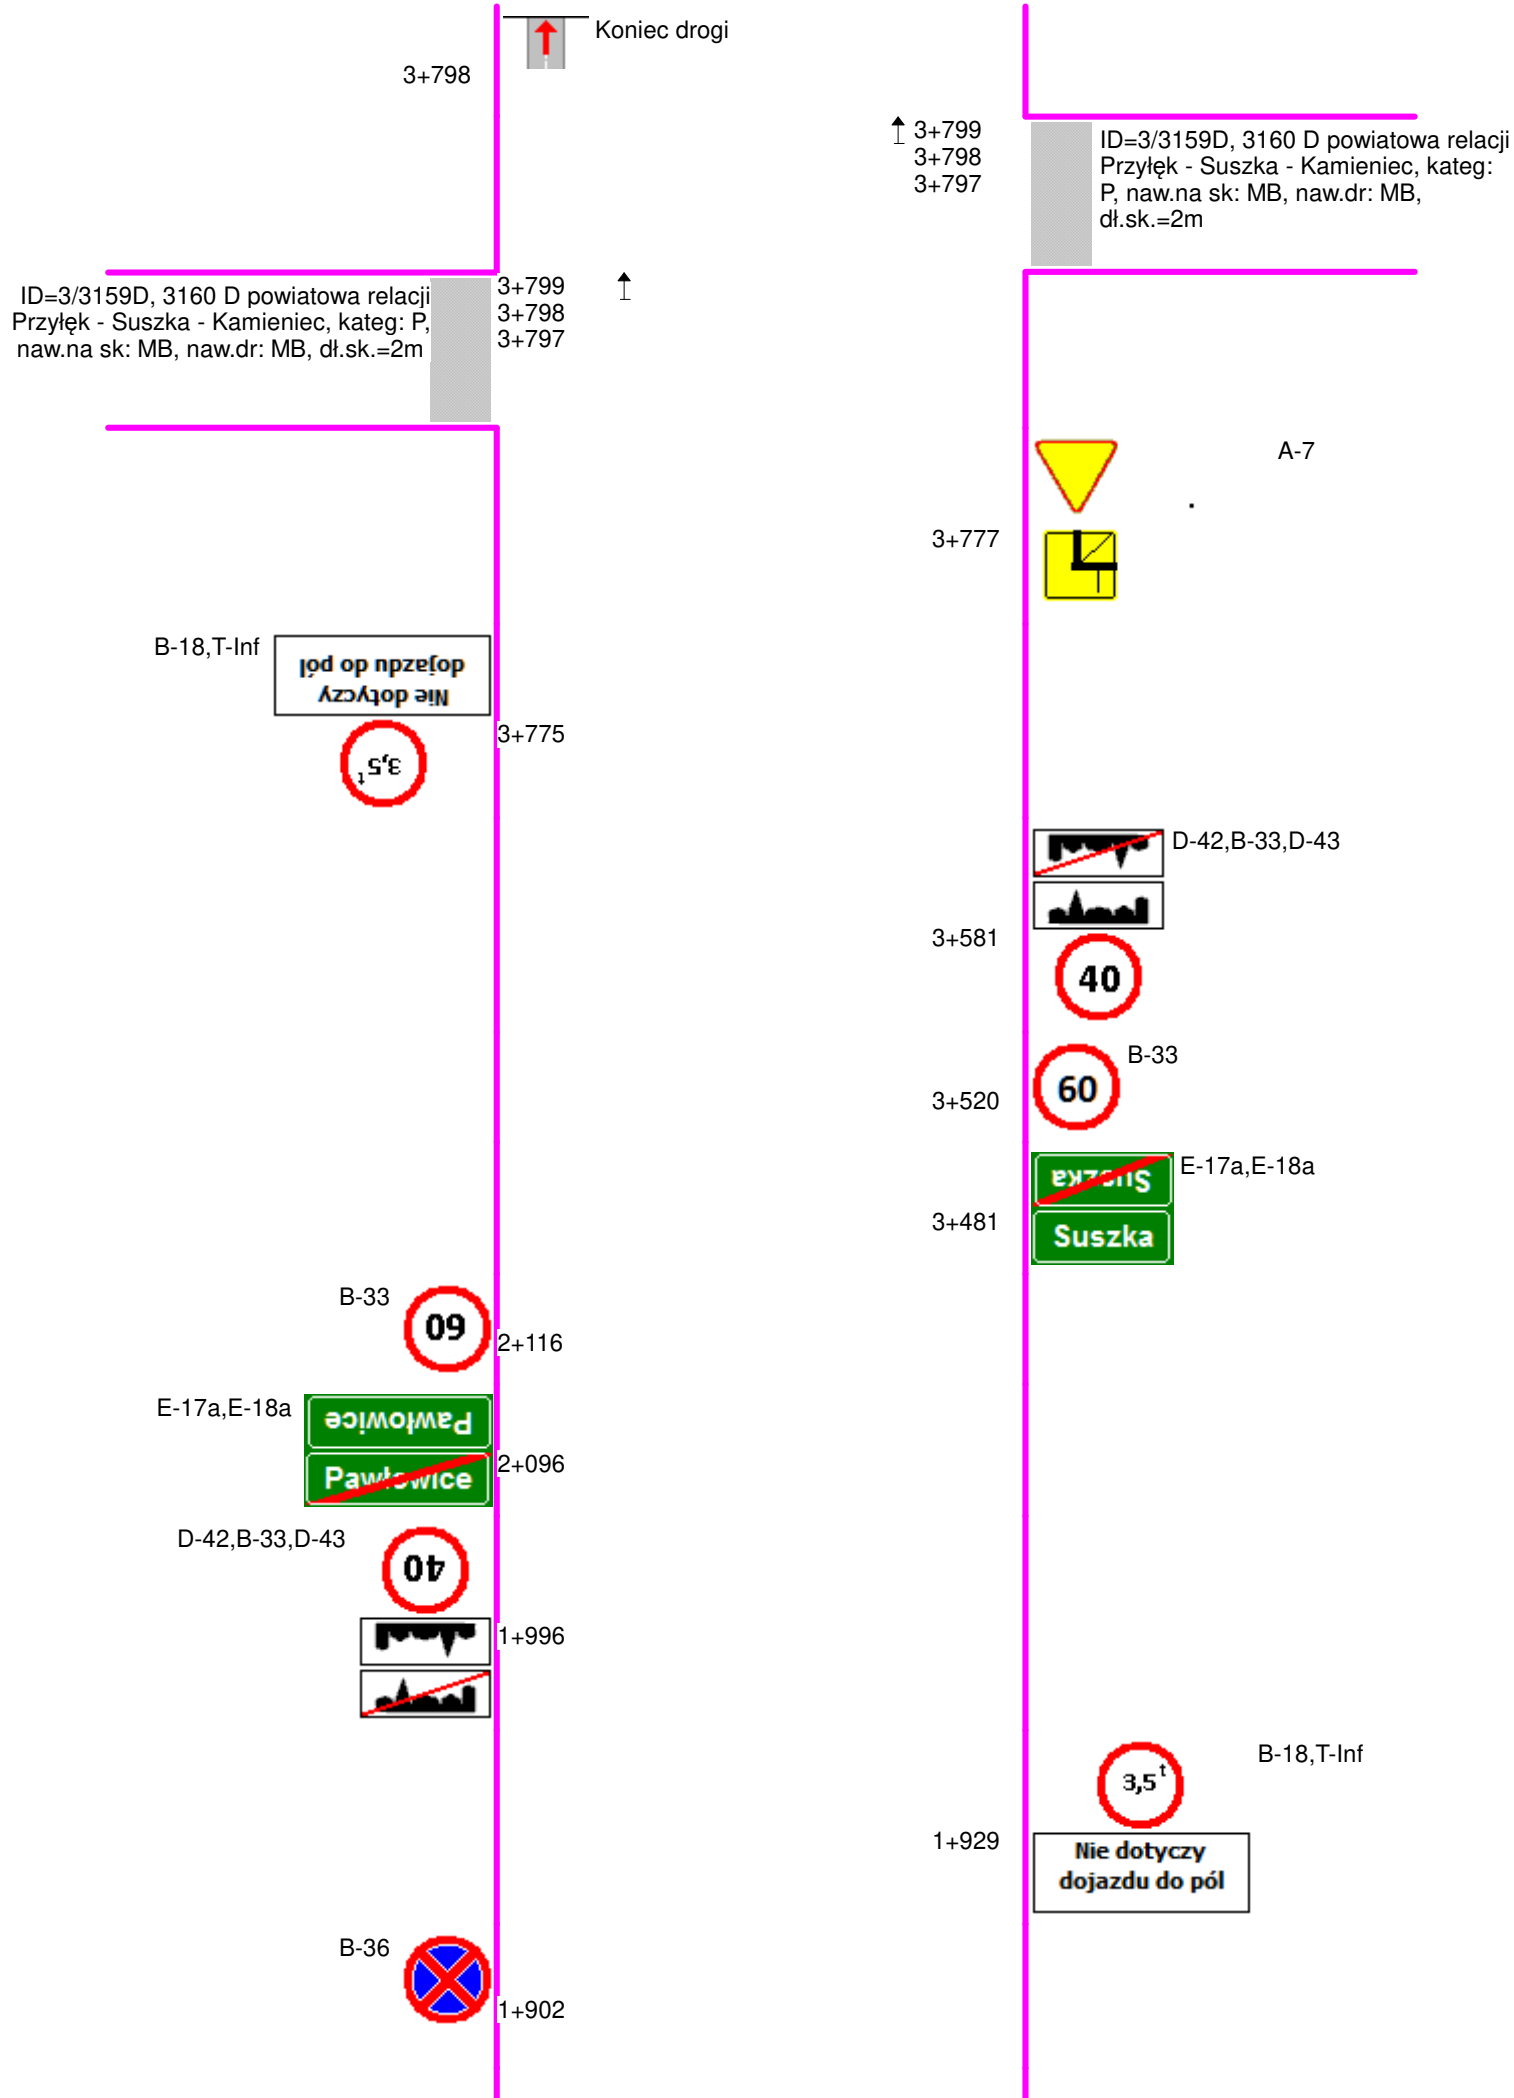 Koniec drogi
3+798
3+799
3+798
3+797
ID=3/3159D, 3160 D powiatowa relacji
Przyłęk - Suszka - Kamieniec, kateg:
P, naw.na sk: MB, naw.dr: MB,
dł.sk.=2m
ID=3/3159D, 3160 D powiatowa relacji
Przyłęk - Suszka - Kamieniec, kateg: P,
naw.na sk: MB, naw.dr: MB, dł.sk.=2m
3+799
3+798
3+797
A-7
3+777
B-18,T-Inf
Nie dotyczy
dojazdu do pól
3+775
3,5t
D-42,B-33,D-43
3+581
40
B-33
60
3+520
E-17a,E-18a
Suszka
3+481
Suszka
B-33
60
2+116
E-17a,E-18a
Pawłowice
2+096
Pawłowice
D-42,B-33,D-43
40
1+996
B-18,T-Inf
3,5t
1+929
Nie dotyczy
dojazdu do pól
B-36
1+902